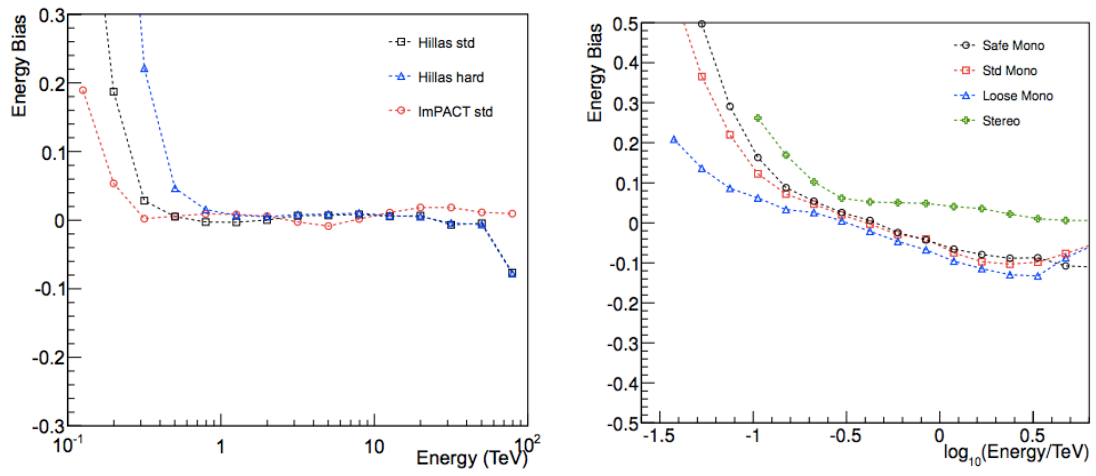 Energy Bias
0.3
0.2
0.1
0
-0.1
-0.2
-0.3
Hillas std
Hillas hard
ImPACT std
10-1
1
10
102
Energy (TeV)
Energy Bias
0.5
0.4
0.3
0.2
0.1
0
-0.1
-0.2
-0.3
-0.4
-0.5
Safe Mono
Std Mono
Loose Mono
Stereo
-1.5
-1
-0.5
0
0.5
log10(Energy/TeV)